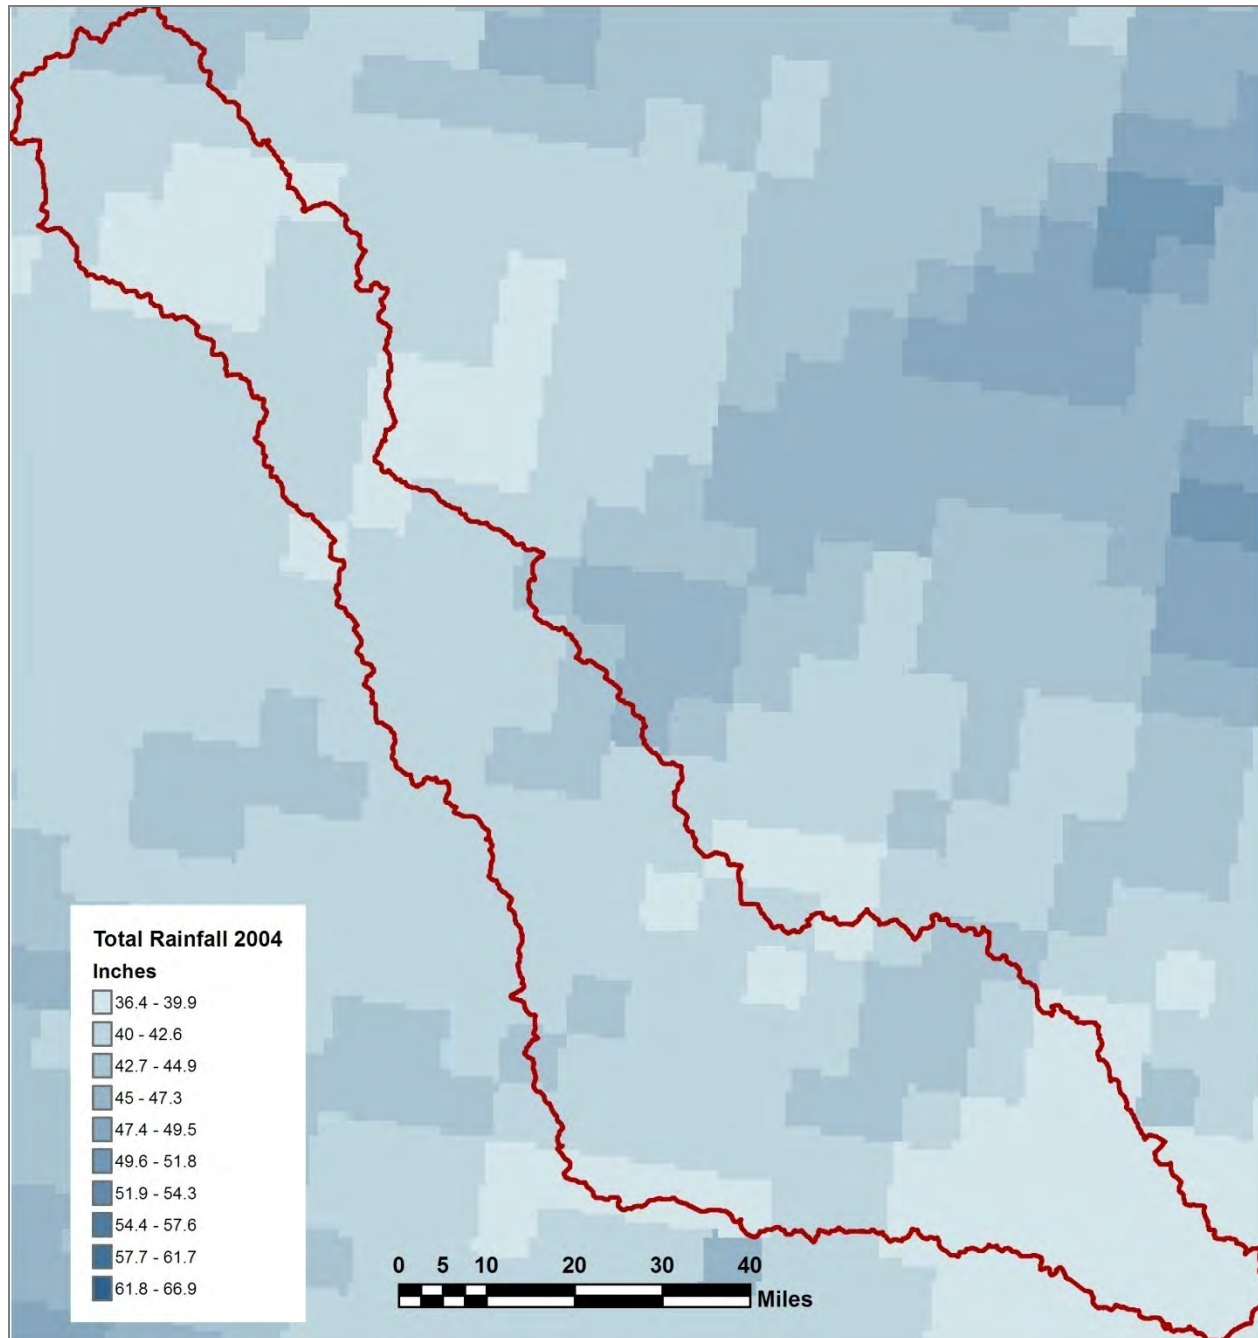 Total Rainfall 2004
Inches
36.4 - 39.9
40 - 42.6
42.7 - 44.9
45 - 47.3
47.4 - 49.5
49.6 - 51.8
51.9 - 54.3
54.4 - 57.6
57.7 - 61.7
61.8 - 66.9
0 5 10 20 30 40
Miles